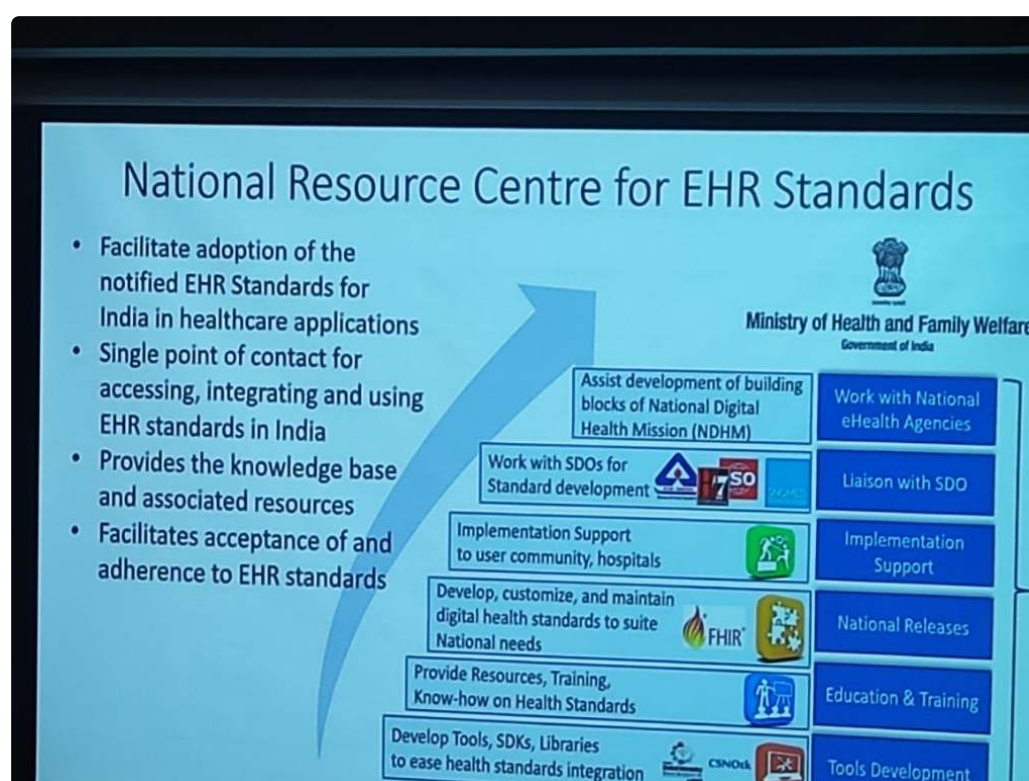 National Resource Centre for EHR Standards
• Facilitate adoption of the
notified EHR Standards for
India in healthcare applications
• Single point of contact for
accessing, integrating and using
EHR standards in India
• Provides the knowledge base
and associated resources
• Facilitates acceptance of and
adherence to EHR standards
Ministry of Health and Family Welfare
Government of India
Assist development of building
blocks of National Digital
Health Mission (NDHM)
Work with National
eHealth Agencies
Work with SDOs for
Standard development
H7
SO
SNOMED
Liaison with SDO
Implementation Support
to user community, hospitals
Implementation
Support
Develop, customize, and maintain
digital health standards to suite
National needs
FHIR
National Releases
Provide Resources, Training,
Know-how on Health Standards
Education & Training
Develop Tools, SDKs, Libraries
to ease health standards integration
CSNOtk
Tools Development